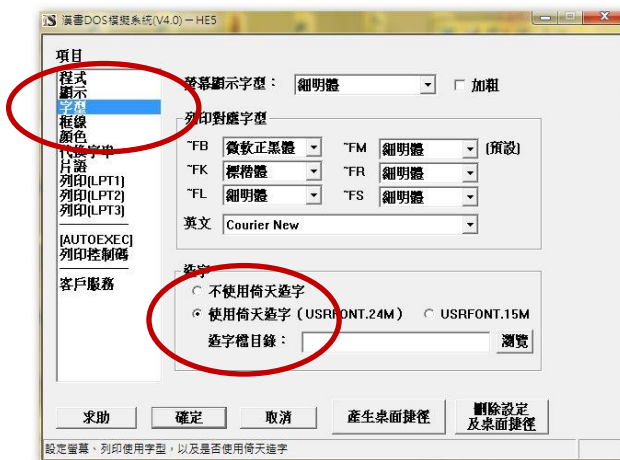 漢書DOS模擬系統(V4.0) － HE5
項目
程式
顯示
字型
框線
顏色
代換字串
片語
列印(LPT1)
列印(LPT2)
列印(LPT3)
[AUTOEXEC]
列印控制碼
客戶服務
螢幕顯示字型： 細明體 加粗
列印對應字型
~FB 微軟正黑體 ~FM 細明體 (預設)
~FK 標楷體 ~FR 細明體
~FL 細明體 ~FS 細明體
英文 Courier New
造字
不使用倚天造字
使用倚天造字 ( USRFONT.24M ) USRFONT.15M
造字檔目錄： 瀏覽
求助 確定 取消 產生桌面捷徑 刪除設定
及桌面捷徑
設定螢幕、列印使用字型，以及是否使用倚天造字